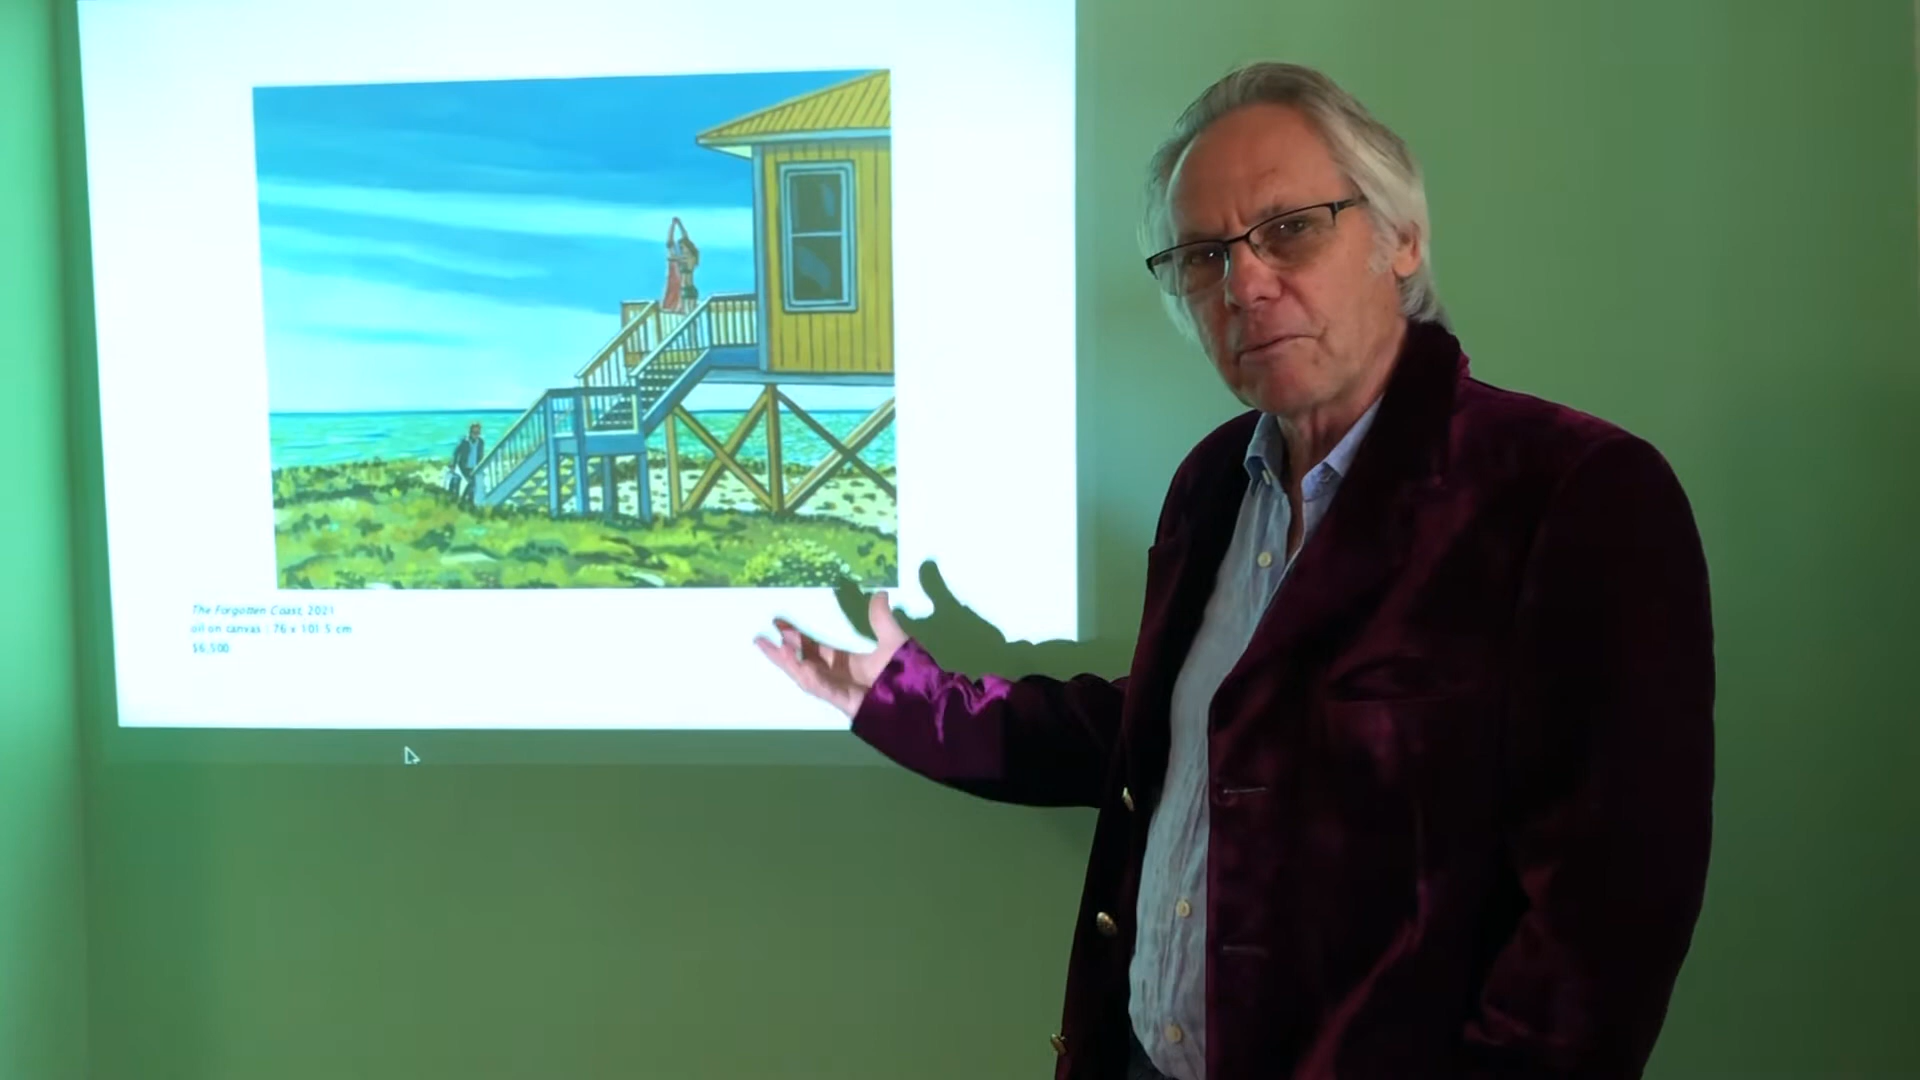 The Forgotten Coast, 2021
oil on canvas | 76 x 101.5 cm
$6,500